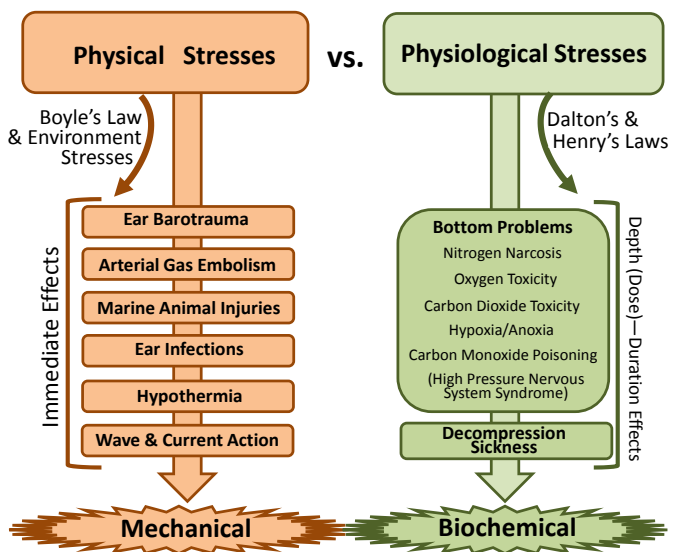 Physical Stresses
vs.
Physiological Stresses
Boyle's Law
& Environment
Stresses
Dalton's &
Henry's Laws
Immediate Effects
Ear Barotrauma
Arterial Gas Embolism
Marine Animal Injuries
Ear Infections
Hypothermia
Wave & Current Action
Bottom Problems
Nitrogen Narcosis
Oxygen Toxicity
Carbon Dioxide Toxicity
Hypoxia/Anoxia
Carbon Monoxide Poisoning
(High Pressure Nervous
System Syndrome)
Decompression
Sickness
Depth (Dose)—Duration Effects
Mechanical
Biochemical